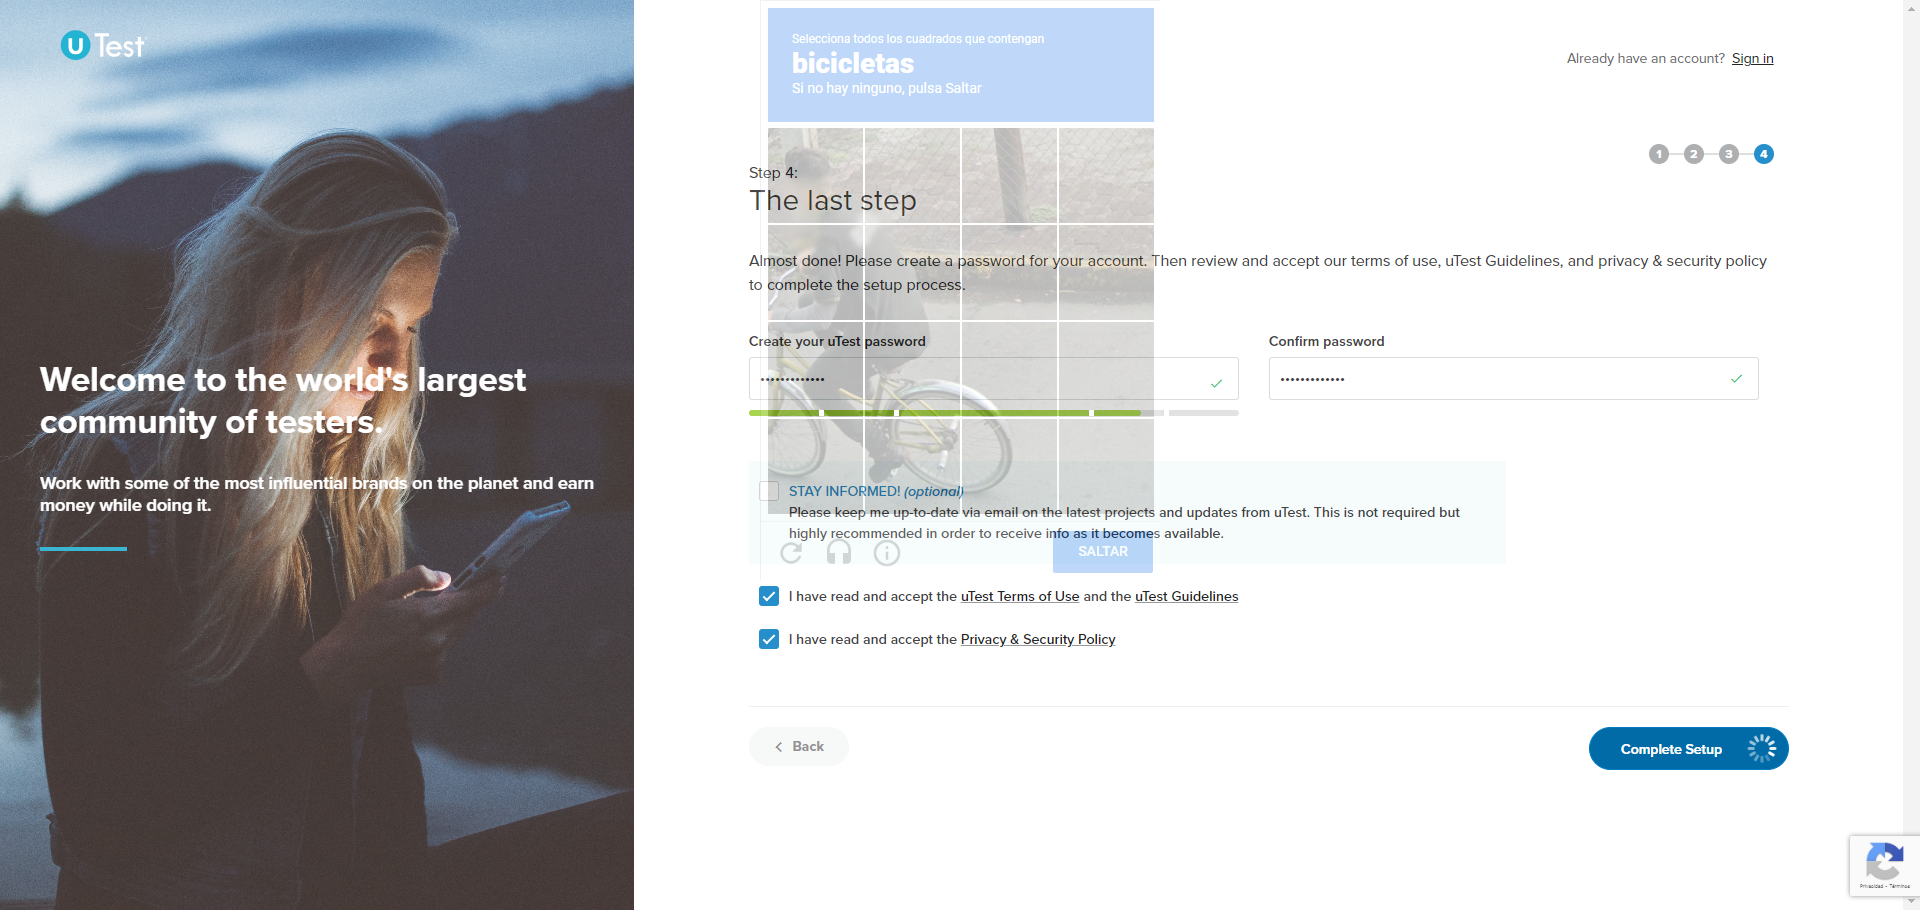 uTest
Already have an account? Sign in
Selecciona todos los cuadrados que contengan
bicicletas
Si no hay ninguno, pulsa Saltar
1 2 3 4
Step 4:
The last step
Almost done! Please create a password for your account. Then review and accept our terms of use, uTest Guidelines, and privacy & security policy
to complete the setup process.
Create your uTest password
Confirm password
Welcome to the world's largest
community of testers.
Work with some of the most influential brands on the planet and earn
money while doing it.
STAY INFORMED! (optional)
Please keep me up-to-date via email on the latest projects and updates from uTest. This is not required but
highly recommended in order to receive info as it becomes available.
SALTAR
I have read and accept the uTest Terms of Use and the uTest Guidelines
I have read and accept the Privacy & Security Policy
Back
Complete Setup
Privacidad - Términos